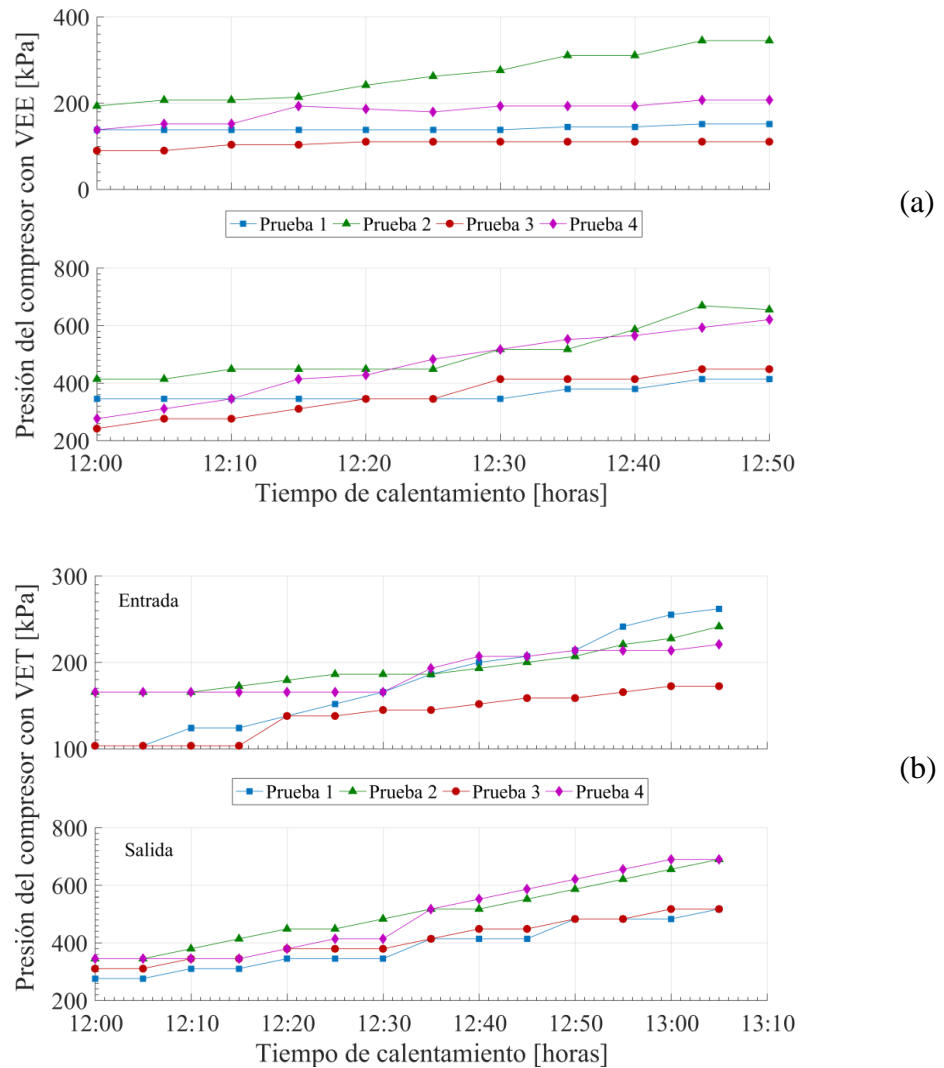 Presión del compresor con VEE [kPa]
400
200
0
(a)
Prueba 1 Prueba 2 Prueba 3 Prueba 4
800
600
400
200
12:00 12:10 12:20 12:30 12:40 12:50
Tiempo de calentamiento [horas]
Presión del compresor con VET [kPa]
300
Entrada
200
100
(b)
Prueba 1 Prueba 2 Prueba 3 Prueba 4
800
Salida
600
400
200
12:00 12:10 12:20 12:30 12:40 12:50 13:00 13:10
Tiempo de calentamiento [horas]